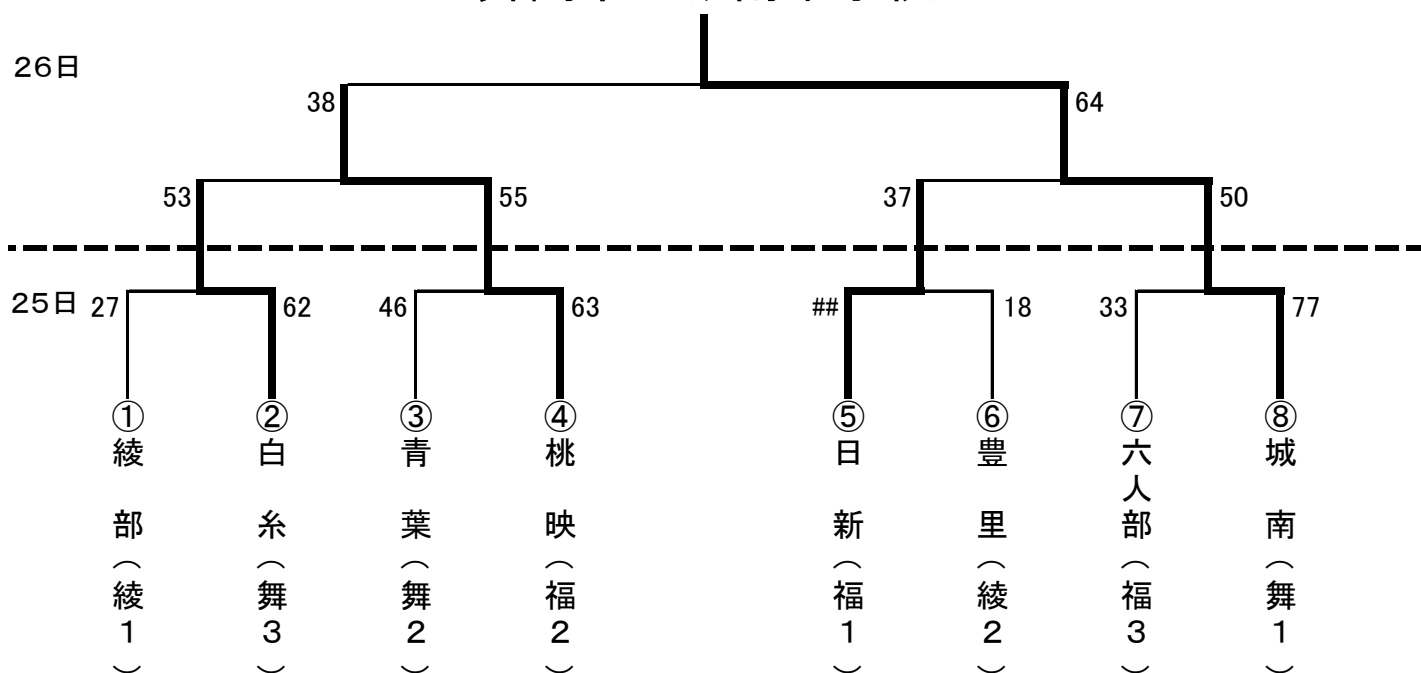 26日
38
64
53
55
37
50
25日
27
62
46
63
##
18
33
77
①綾部（綾１）
②白糸（舞３）
③青葉（舞２）
④桃映（福２）
⑤日新（福１）
⑥豊里（綾２）
⑦六人部（福３）
⑧城南（舞１）